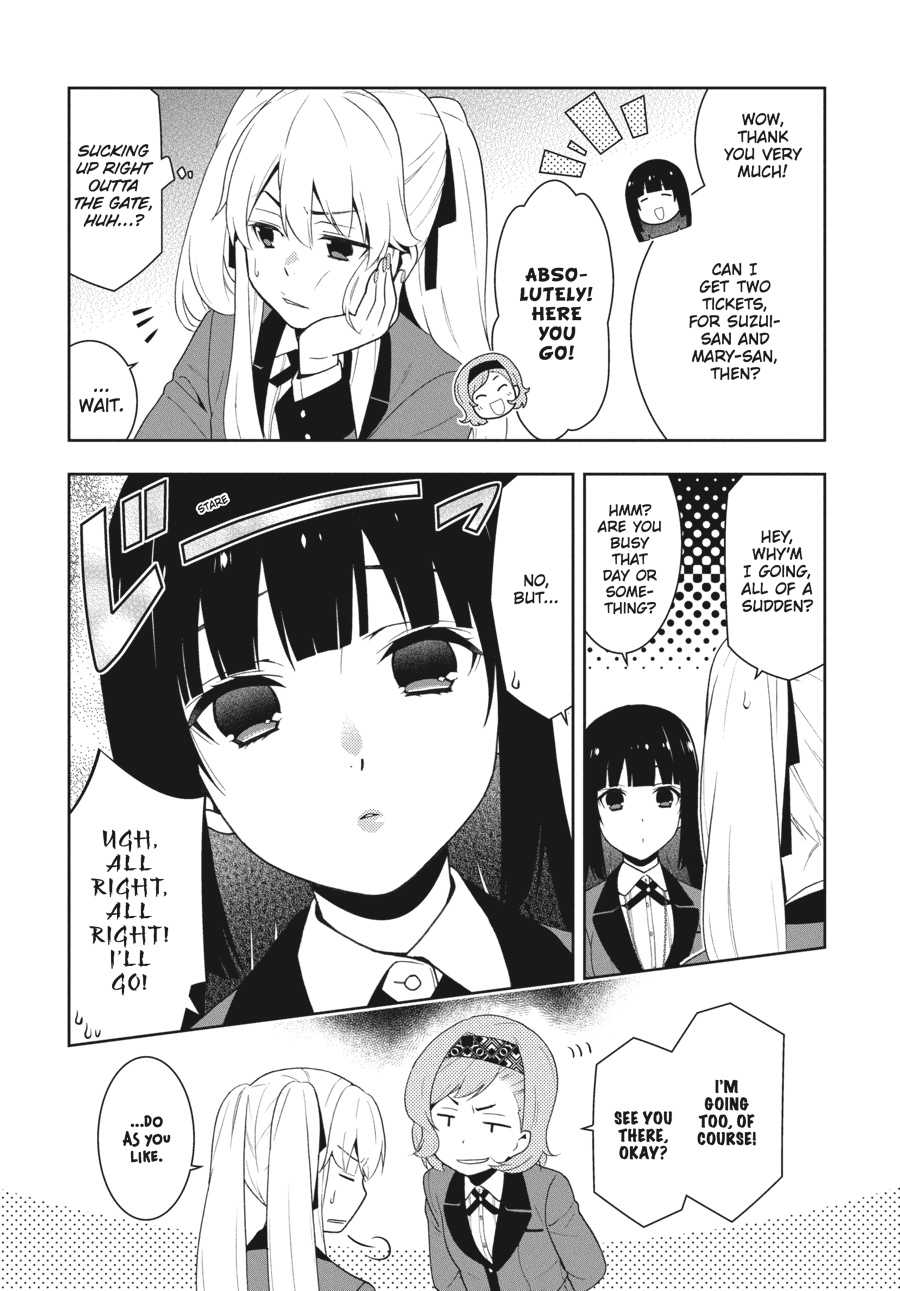 WOW,
THANK
YOU VERY
MUCH!
CAN I
GET TWO
TICKETS,
FOR SUZUI-
SAN AND
MARY-SAN,
THEN?
ABSO-
LUTELY!
HERE
YOU
GO!
SUCKING
UP RIGHT
OUTTA
THE GATE,
HUH...?
...
WAIT.
HEY,
WHY'M
I GOING,
ALL OF A
SUDDEN?
HMM?
ARE YOU
BUSY
THAT
DAY OR
SOME-
THING?
NO,
BUT...
ジーッ
STARE
UGH,
ALL
RIGHT,
ALL
RIGHT!
I'LL
GO!
I'M
GOING
TOO, OF
COURSE!
SEE YOU
THERE,
OKAY?
...DO
AS YOU
LIKE.